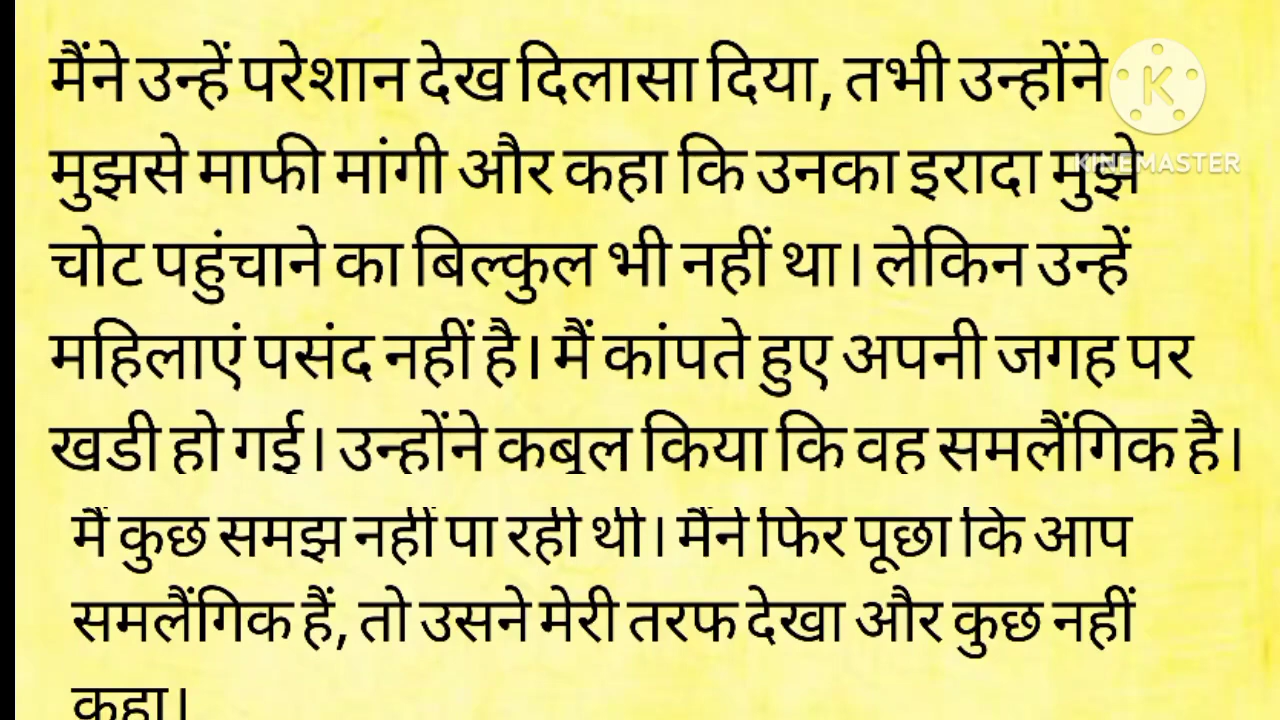 मैंने उन्हें परेशान देख दिलासा दिया, तभी उन्होंने
मुझसे माफी मांगी और कहा कि उनका इरादा मुझे
KINEMASTER
चोट पहुंचाने का बिल्कुल भी नहीं था। लेकिन उन्हें
महिलाएं पसंद नहीं है। मैं कांपते हुए अपनी जगह पर
खडी हो गई। उन्होंने कबूल किया कि वह समलैंगिक है।
मैं कुछ समझ नहीं पा रही थी। मैंने फिर पूछा कि आप
समलैंगिक हैं, तो उसने मेरी तरफ देखा और कुछ नहीं
कहा।